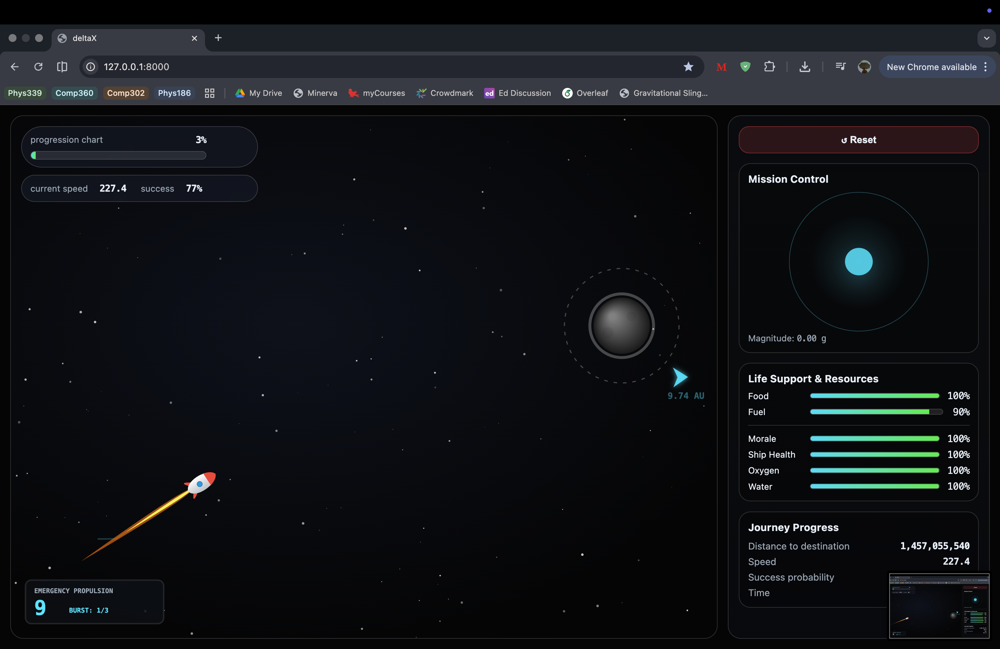 deltaX
127.0.0.1:8000
M
New Chrome available
Phys339
Comp360
Comp302
Phys186
My Drive
Minerva
myCourses
Crowdmark
ed
Ed Discussion
Overleaf
Gravitational Sling...
progression chart 3%
current speed 227.4 success 77%
9.74 AU
EMERGENCY PROPULSION
9 BURST: 1/3
↺ Reset
Mission Control
Magnitude: 0.00 g
Life Support & Resources
Food 100%
Fuel 90%
Morale 100%
Ship Health 100%
Oxygen 100%
Water 100%
Journey Progress
Distance to destination 1,457,055,540
Speed 227.4
Success probability
Time